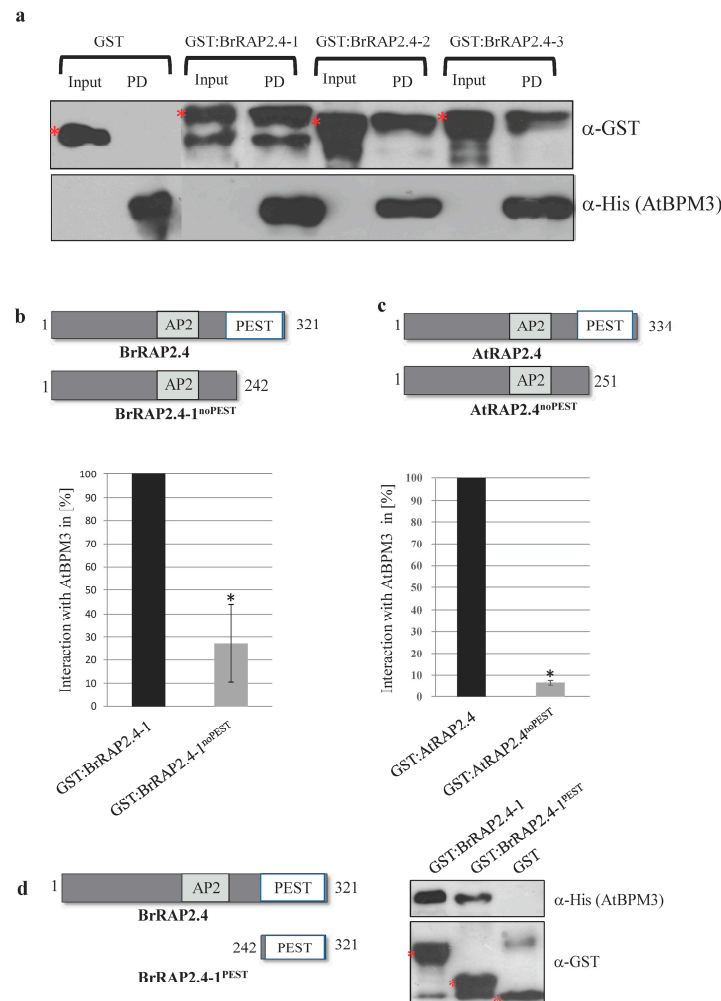 a
GST GST:BrRAP2.4-1 GST:BrRAP2.4-2 GST:BrRAP2.4-3
Input PD Input PD Input PD Input PD
* * * *
α-GST
α-His (AtBPM3)
b
1 AP2 PEST 321
BrRAP2.4
1 AP2 242
BrRAP2.4-1noPEST
Interaction with AtBPM3 in [%]
100
90
80
70
60
50
40
30
20
10
0
*
GST:BrRAP2.4-1
GST:BrRAP2.4-1noPEST
c
1 AP2 PEST 334
AtRAP2.4
1 AP2 251
AtRAP2.4noPEST
Interaction with AtBPM3 in [%]
100
90
80
70
60
50
40
30
20
10
0
*
GST:AtRAP2.4
GST:AtRAP2.4noPEST
d
1 AP2 PEST 321
BrRAP2.4
242 PEST 321
BrRAP2.4-1PEST
GST:BrRAP2.4-1
GST:BrRAP2.4-1PEST
GST
α-His (AtBPM3)
α-GST
* * *